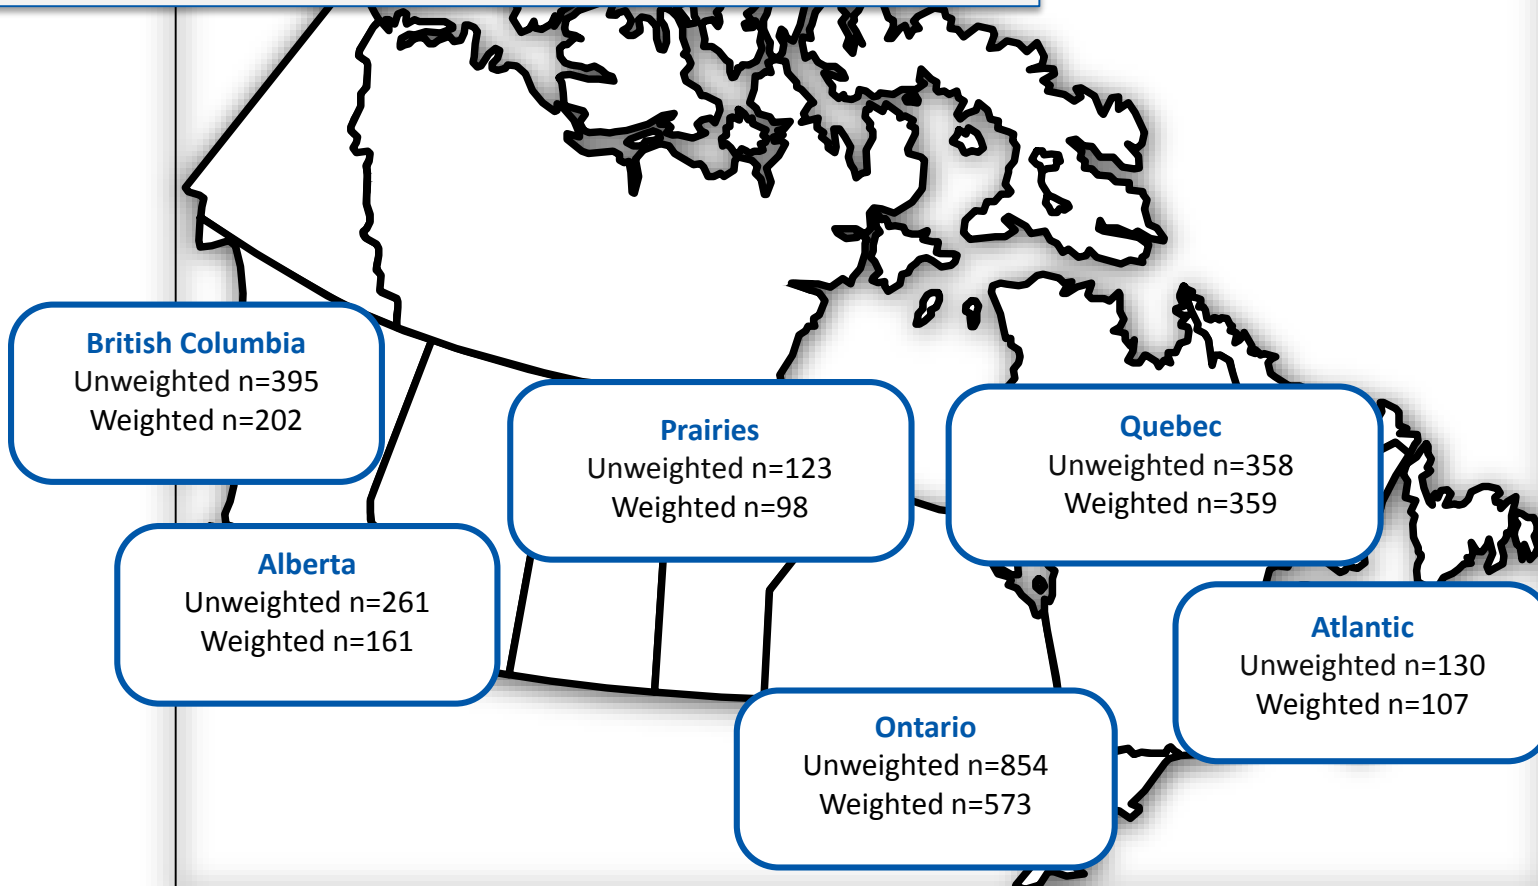 British Columbia
Unweighted n=395
Weighted n=202
Prairies
Unweighted n=123
Weighted n=98
Quebec
Unweighted n=358
Weighted n=359
Alberta
Unweighted n=261
Weighted n=161
Atlantic
Unweighted n=130
Weighted n=107
Ontario
Unweighted n=854
Weighted n=573